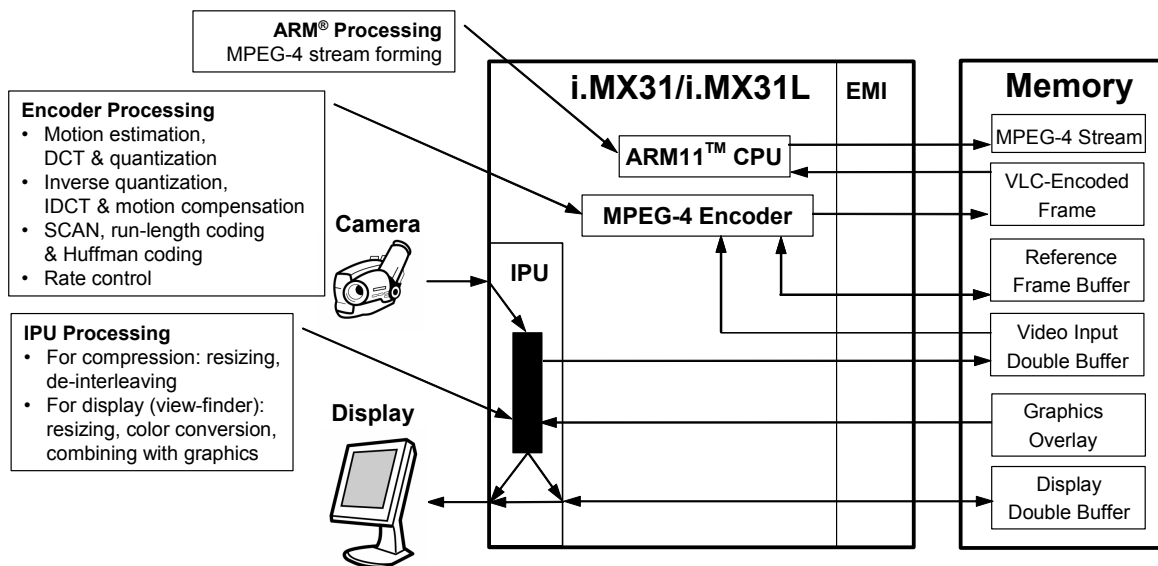 ARM® Processing
MPEG-4 stream forming
Encoder Processing
• Motion estimation,
DCT & quantization
• Inverse quantization,
IDCT & motion compensation
• SCAN, run-length coding
& Huffman coding
• Rate control
IPU Processing
• For compression: resizing,
de-interleaving
• For display (view-finder):
resizing, color conversion,
combining with graphics
Camera
Display
i.MX31/i.MX31L
EMI
ARM11™ CPU
MPEG-4 Encoder
IPU
Memory
MPEG-4 Stream
VLC-Encoded
Frame
Reference
Frame Buffer
Video Input
Double Buffer
Graphics
Overlay
Display
Double Buffer